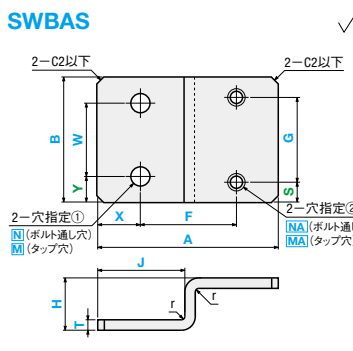 SWBAS
2－C2以下
2－C2以下
B
W
Y
G
S
X
F
A
2－穴指定①
N(ボルト通し穴)
M(タップ穴)
2－穴指定②
NA(ボルト通し
MA(タップ穴)
J
H
T
r
r